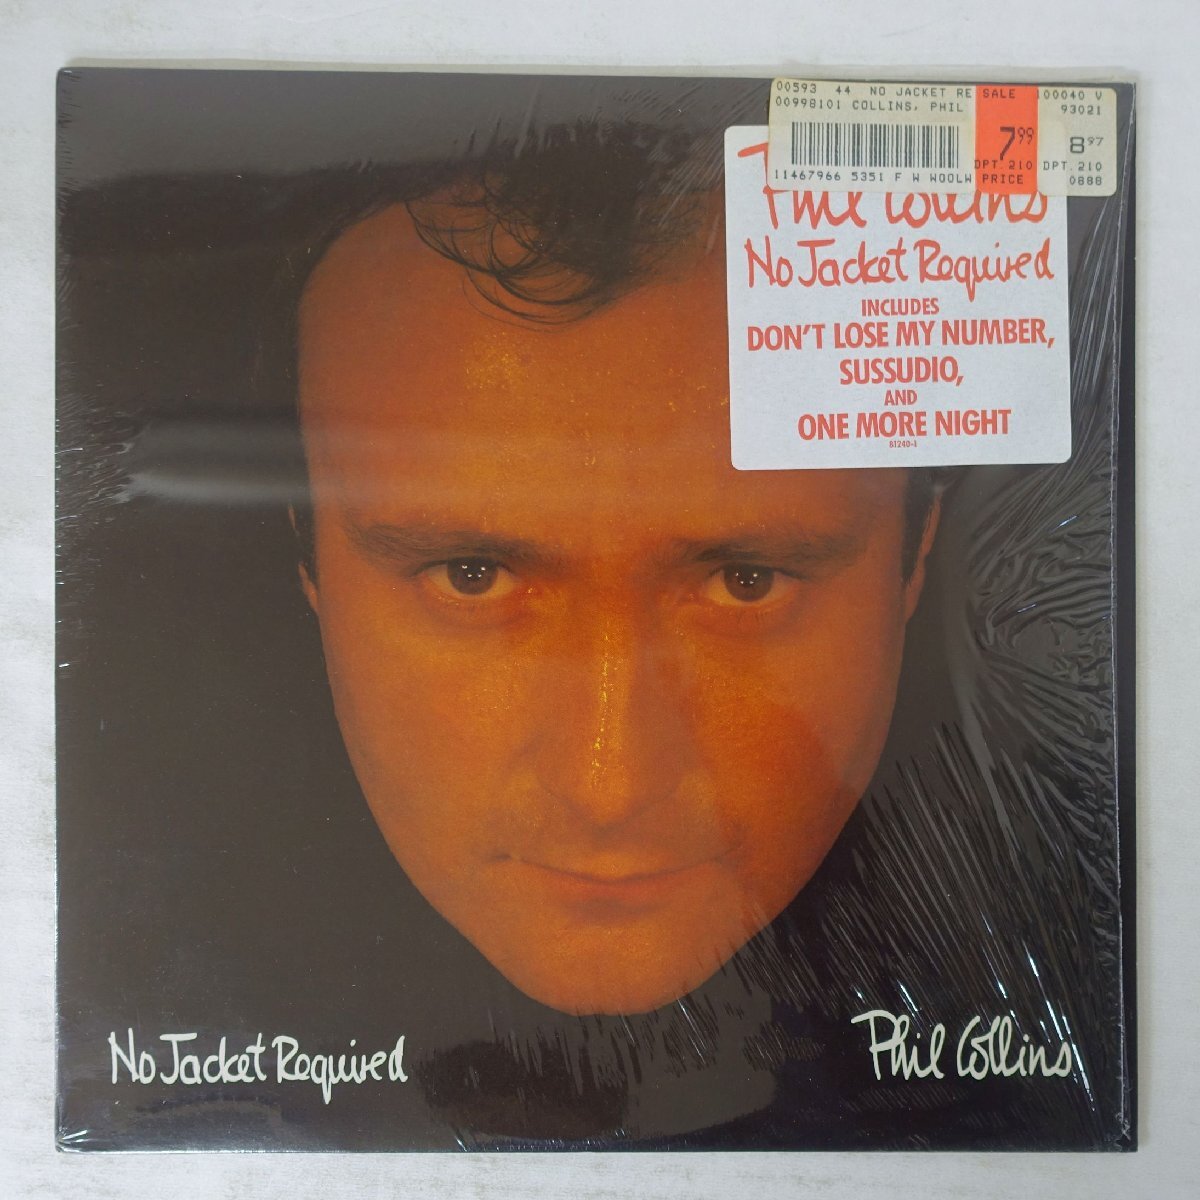 00593 44 NO JACKET RE SALE 100040 V
00998101 COLLINS, PHIL 93021
7.99 8.97
DPT.210 DPT.210
11467966 5351 F W WOOLW PRICE 0888
Phil Collins
No Jacket Required
INCLUDES
DON'T LOSE MY NUMBER,
SUSSUDIO,
AND
ONE MORE NIGHT
81240-1
No Jacket Required
Phil Collins